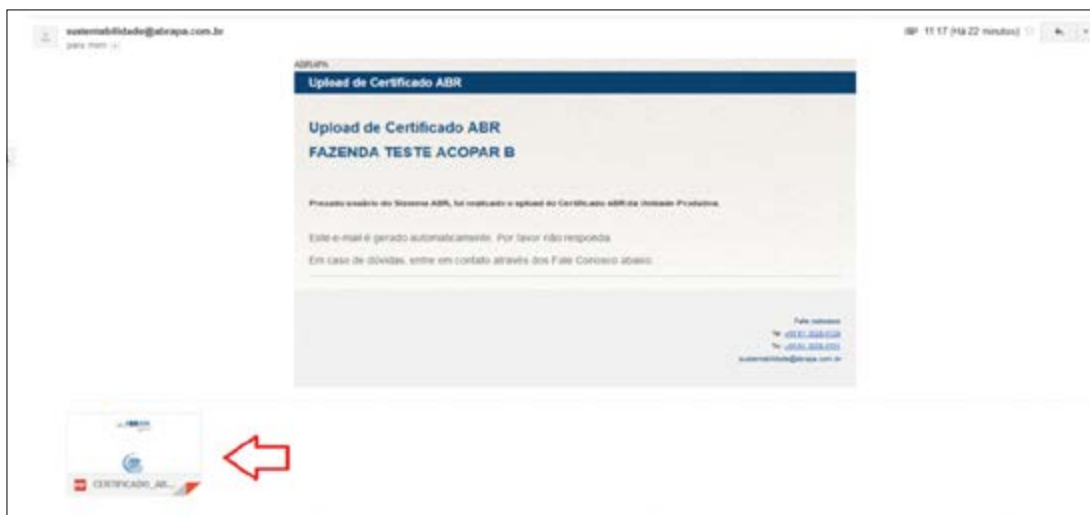 sustentabilidade@abrapa.com.br
11:17 (Há 22 minutos)
para mim
ABRAPA
Upload de Certificado ABR
Upload de Certificado ABR
FAZENDA TESTE ACOPAR B
Prezado usuário do Sistema ABR, foi realizado o upload do Certificado ABR da Unidade Produtiva.
Este e-mail é gerado automaticamente. Por favor não responda.
Em caso de dúvidas, entre em contato através dos Fale Conosco abaixo:
Fale conosco
Tel:
Tel:
sustentabilidade@abrapa.com.br
CERTIFICADO_AB...